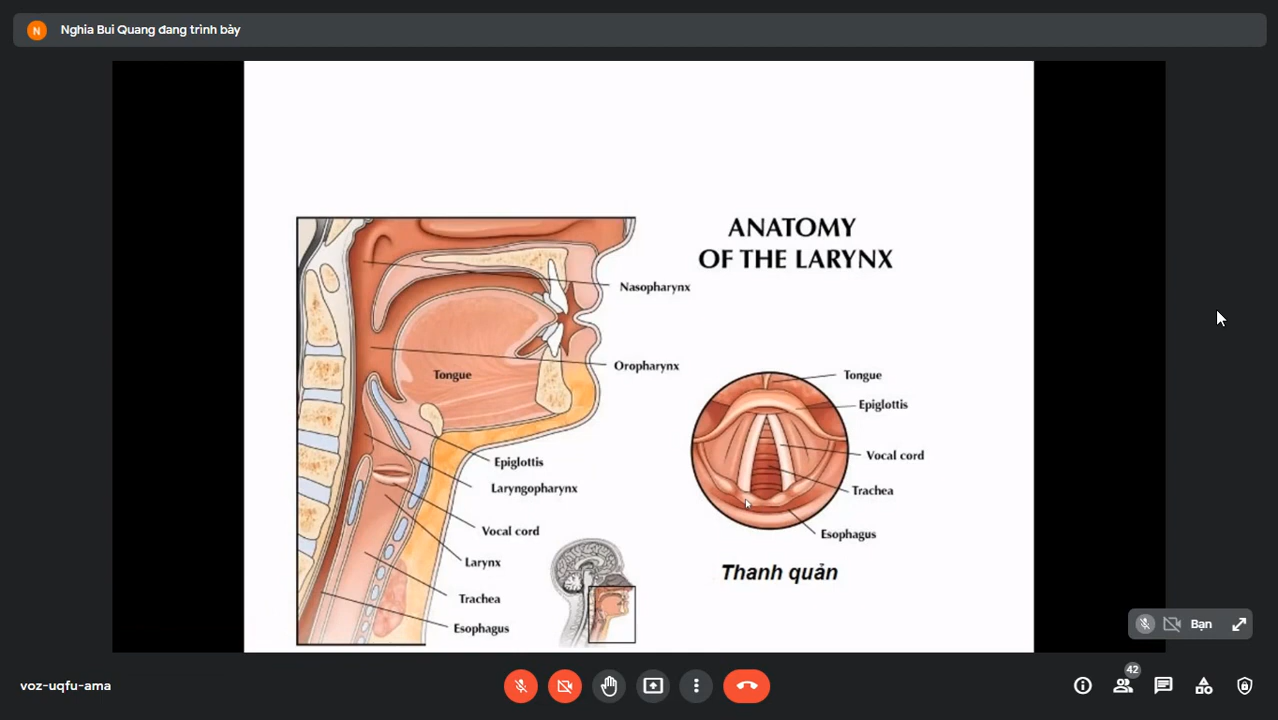 N Nghia Bui Quang đang trình bày
ANATOMY
OF THE LARYNX
Nasopharynx
Oropharynx
Tongue
Epiglottis
Laryngopharynx
Vocal cord
Larynx
Trachea
Esophagus
Tongue
Epiglottis
Vocal cord
Trachea
Esophagus
Thanh quản
Bạn
voz-uqfu-ama
42